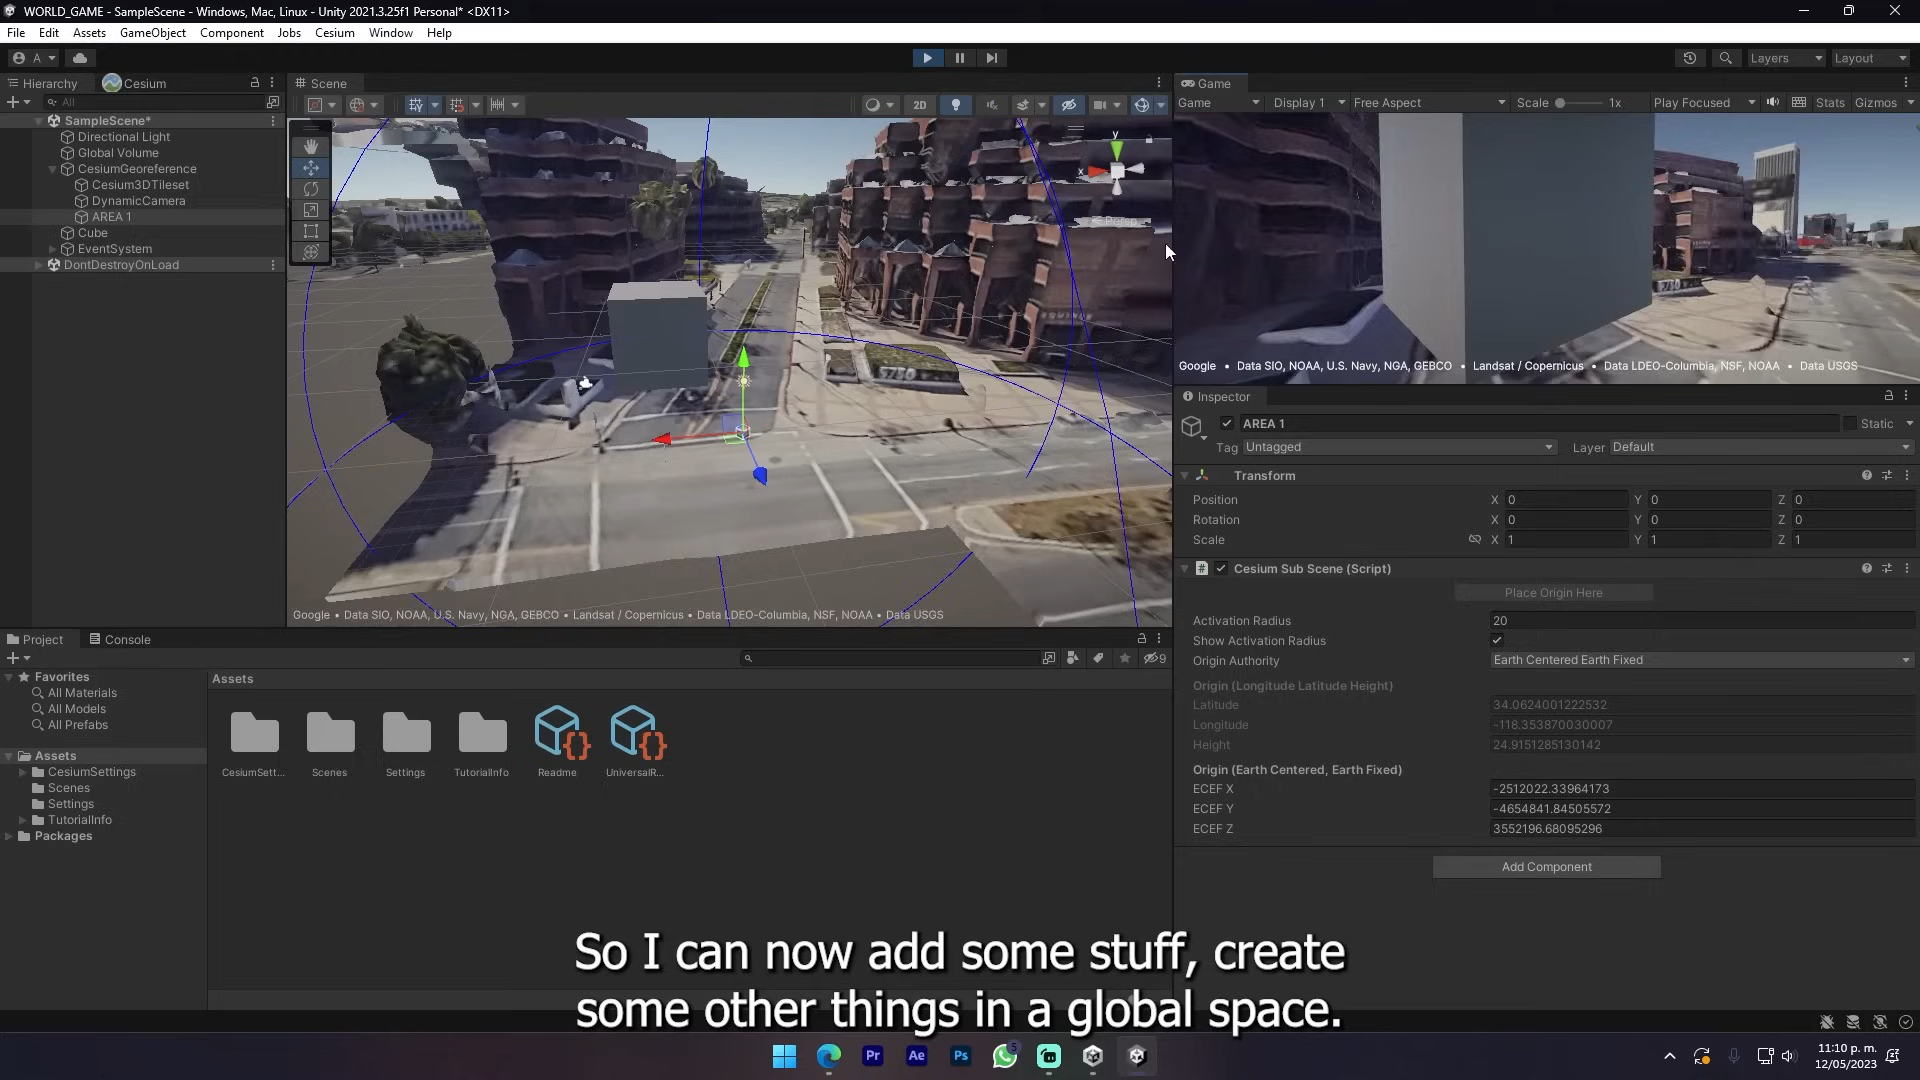 WORLD_GAME - SampleScene - Windows, Mac, Linux - Unity 2021.3.25f1 Personal* <DX11>
File Edit Assets GameObject Component Jobs Cesium Window Help
A Layers Layout
Hierarchy Cesium
All
SampleScene*
Directional Light
Global Volume
CesiumGeoreference
Cesium3DTileset
DynamicCamera
AREA 1
Cube
EventSystem
DontDestroyOnLoad
Scene
2D
y
x
Persp
5750
Google • Data SIO, NOAA, U.S. Navy, NGA, GEBCO • Landsat / Copernicus • Data LDEO-Columbia, NSF, NOAA • Data USGS
Game
Game Display 1 Free Aspect Scale 1x Play Focused Stats Gizmos
5750
Google • Data SIO, NOAA, U.S. Navy, NGA, GEBCO • Landsat / Copernicus • Data LDEO-Columbia, NSF, NOAA • Data USGS
Inspector
AREA 1 Static
Tag Untagged Layer Default
Transform
Position X 0 Y 0 Z 0
Rotation X 0 Y 0 Z 0
Scale X 1 Y 1 Z 1
# Cesium Sub Scene (Script)
Place Origin Here
Activation Radius 20
Show Activation Radius
Origin Authority Earth Centered Earth Fixed
Origin (Longitude Latitude Height)
Latitude 34.0624001222532
Longitude -118.353870030007
Height 24.9151285130142
Origin (Earth Centered, Earth Fixed)
ECEF X -2512022.33964173
ECEF Y -4654841.84505572
ECEF Z 3552196.68095296
Add Component
Project Console
9
Favorites
All Materials
All Models
All Prefabs
Assets
CesiumSettings
Scenes
Settings
TutorialInfo
Packages
Assets
CesiumSett... Scenes Settings TutorialInfo Readme UniversalR...
So I can now add some stuff, create
some other things in a global space.
Pr Ae Ps 5
11:10 p. m.
12/05/2023